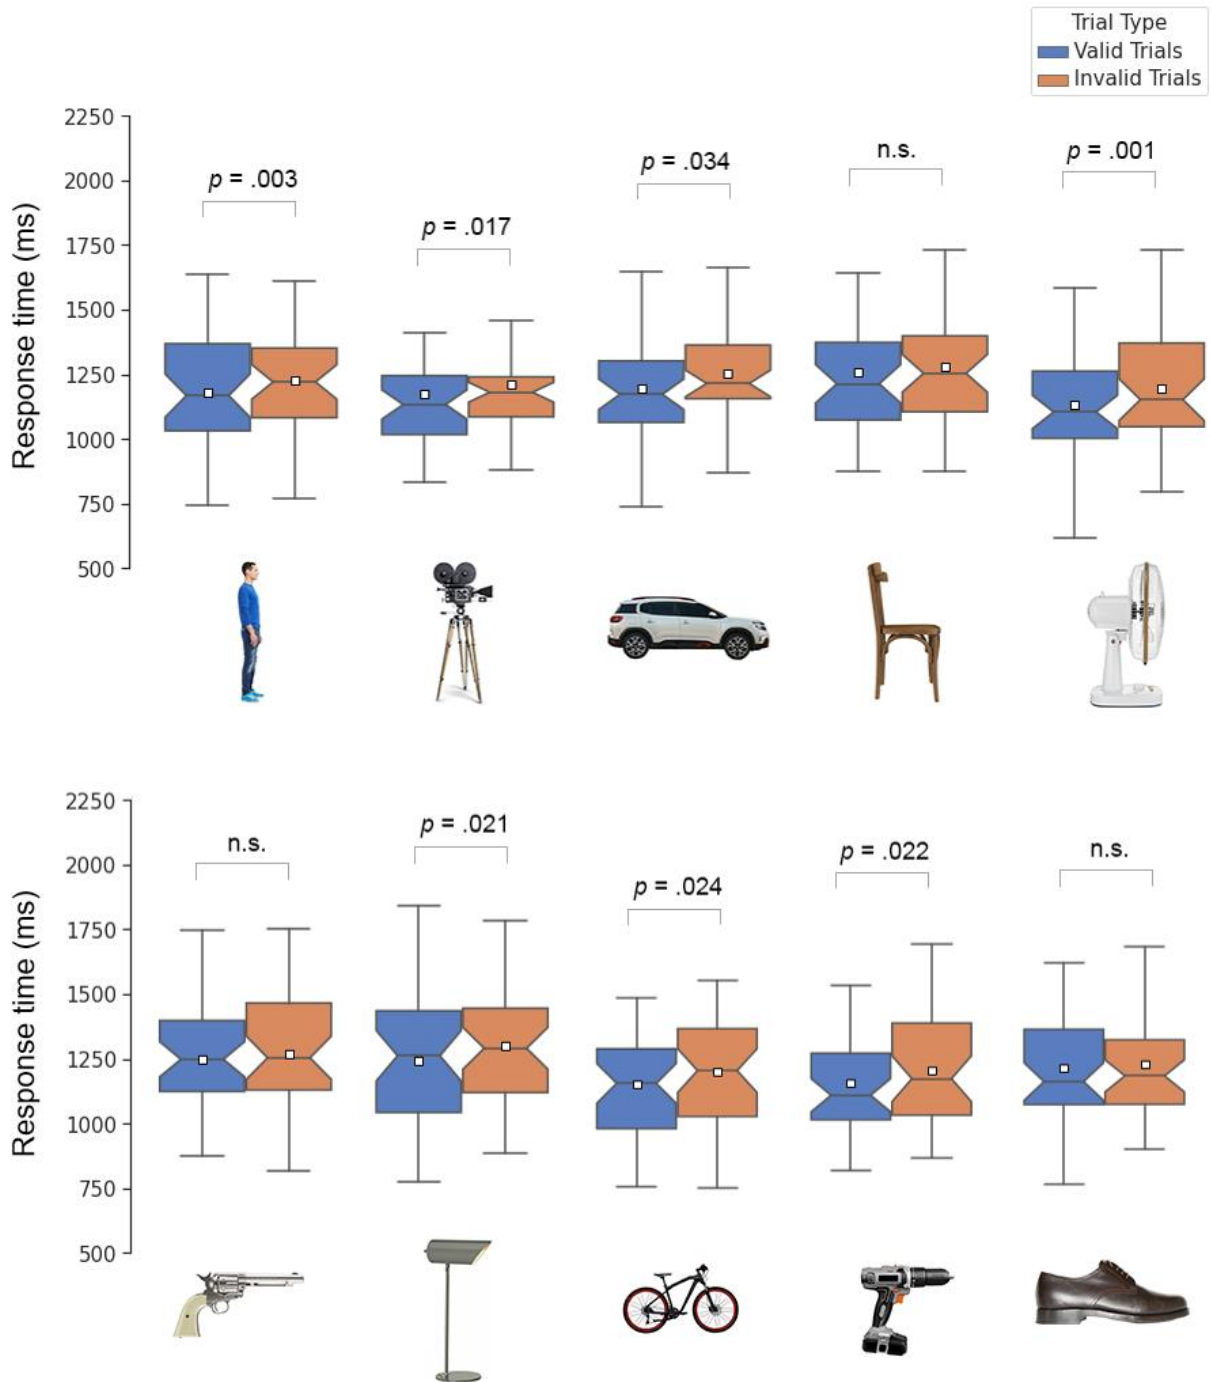 Trial Type
Valid Trials
Invalid Trials
Response time (ms)
2250
2000
1750
1500
1250
1000
750
500
p = .003
p = .017
p = .034
n.s.
p = .001
Response time (ms)
2250
2000
1750
1500
1250
1000
750
500
n.s.
p = .021
p = .024
p = .022
n.s.